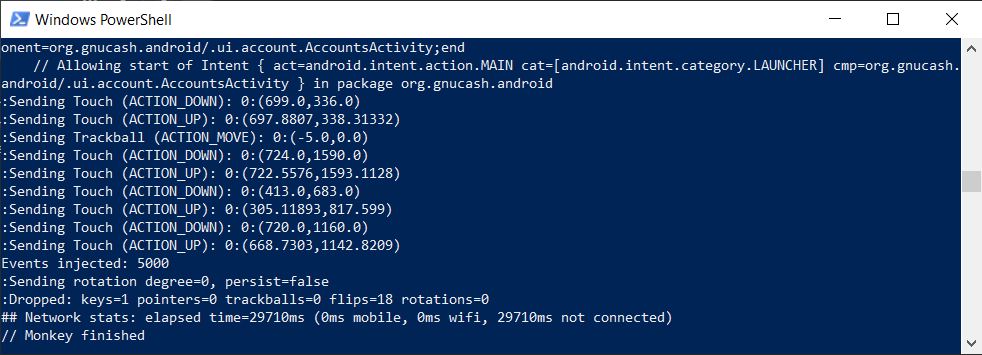 Windows PowerShell
onent=org.gnucash.android/.ui.account.AccountsActivity;end
    // Allowing start of Intent { act=android.intent.action.MAIN cat=[android.intent.category.LAUNCHER] cmp=org.gnucash.
android/.ui.account.AccountsActivity } in package org.gnucash.android
:Sending Touch (ACTION_DOWN): 0:(699.0,336.0)
:Sending Touch (ACTION_UP): 0:(697.8807,338.31332)
:Sending Trackball (ACTION_MOVE): 0:(-5.0,0.0)
:Sending Touch (ACTION_DOWN): 0:(724.0,1590.0)
:Sending Touch (ACTION_UP): 0:(722.5576,1593.1128)
:Sending Touch (ACTION_DOWN): 0:(413.0,683.0)
:Sending Touch (ACTION_UP): 0:(305.11893,817.599)
:Sending Touch (ACTION_DOWN): 0:(720.0,1160.0)
:Sending Touch (ACTION_UP): 0:(668.7303,1142.8209)
Events injected: 5000
:Sending rotation degree=0, persist=false
:Dropped: keys=1 pointers=0 trackballs=0 flips=18 rotations=0
## Network stats: elapsed time=29710ms (0ms mobile, 0ms wifi, 29710ms not connected)
// Monkey finished